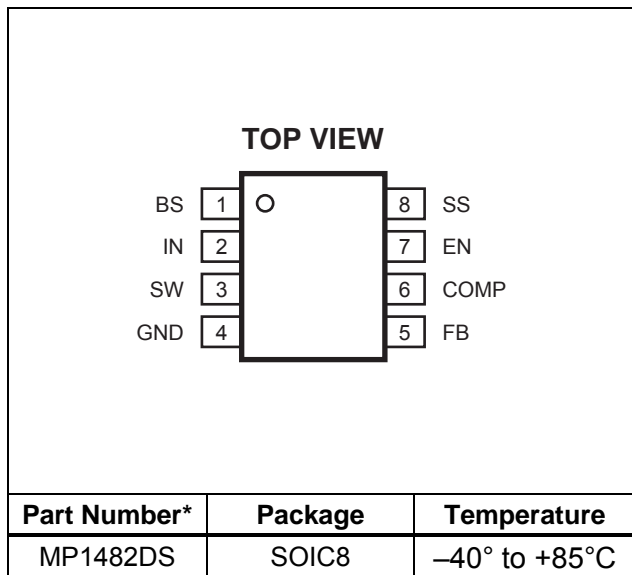 TOP VIEW
BS 1 8 SS
IN 2 7 EN
SW 3 6 COMP
GND 4 5 FB
Part Number* Package Temperature
MP1482DS SOIC8 –40° to +85°C